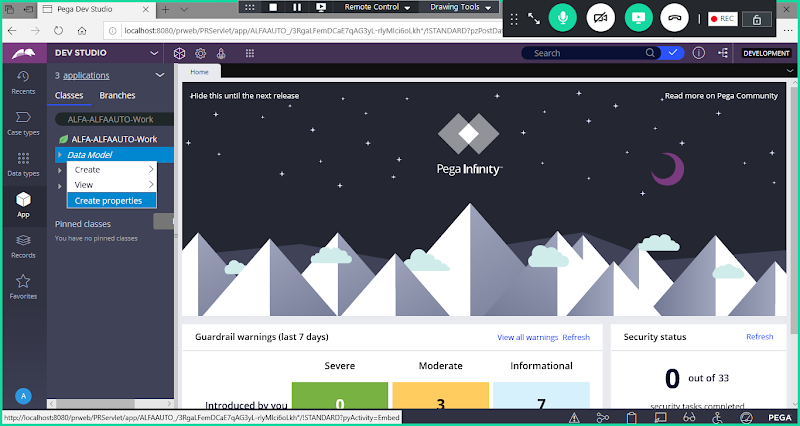 Pega Dev Studio
Remote Control
Drawing Tools
REC
localhost:8080/prweb/PRServlet/app/ALFAAUTO_/3RgaLFemDCaE7qAG3yL-rlyMIci6oLkh*/!STANDARD?pzPostData
DEV STUDIO
Search
DEVELOPMENT
Recents
Case types
Data types
App
Records
Favorites
A
3 applications
Classes
Branches
ALFA-ALFAAUTO-Work
ALFA-ALFAAUTO-Work
Data Model
Create
View
Create properties
Pinned classes
You have no pinned classes
Home
Hide this until the next release
Read more on Pega Community
Pega Infinity™
Guardrail warnings (last 7 days)
View all warnings
Refresh
Severe
Moderate
Informational
Introduced by you
0
3
7
Security status
Refresh
0 out of 33
security tasks completed
http://localhost:8080/prweb/PRServlet/app/ALFAAUTO_/3RgaLFemDCaE7qAG3yL-rlyMIci6oLkh*/!STANDARD?pyActivity=Embed
PEGA